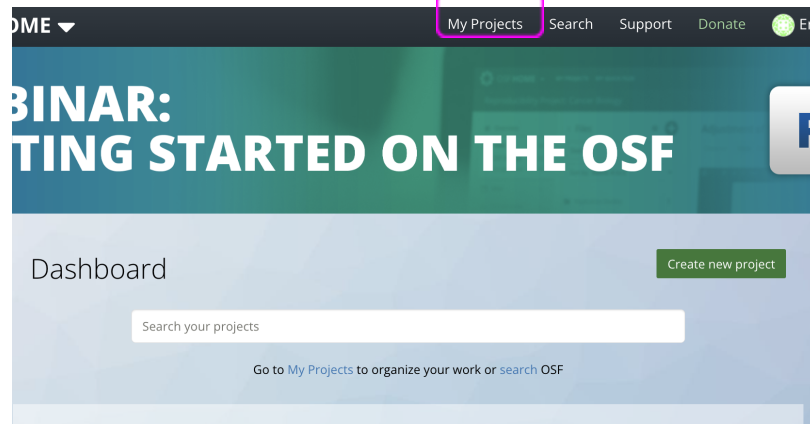 OME
My Projects Search Support Donate
BINAR:
TING STARTED ON THE OSF
Dashboard
Create new project
Search your projects
Go to My Projects to organize your work or search OSF